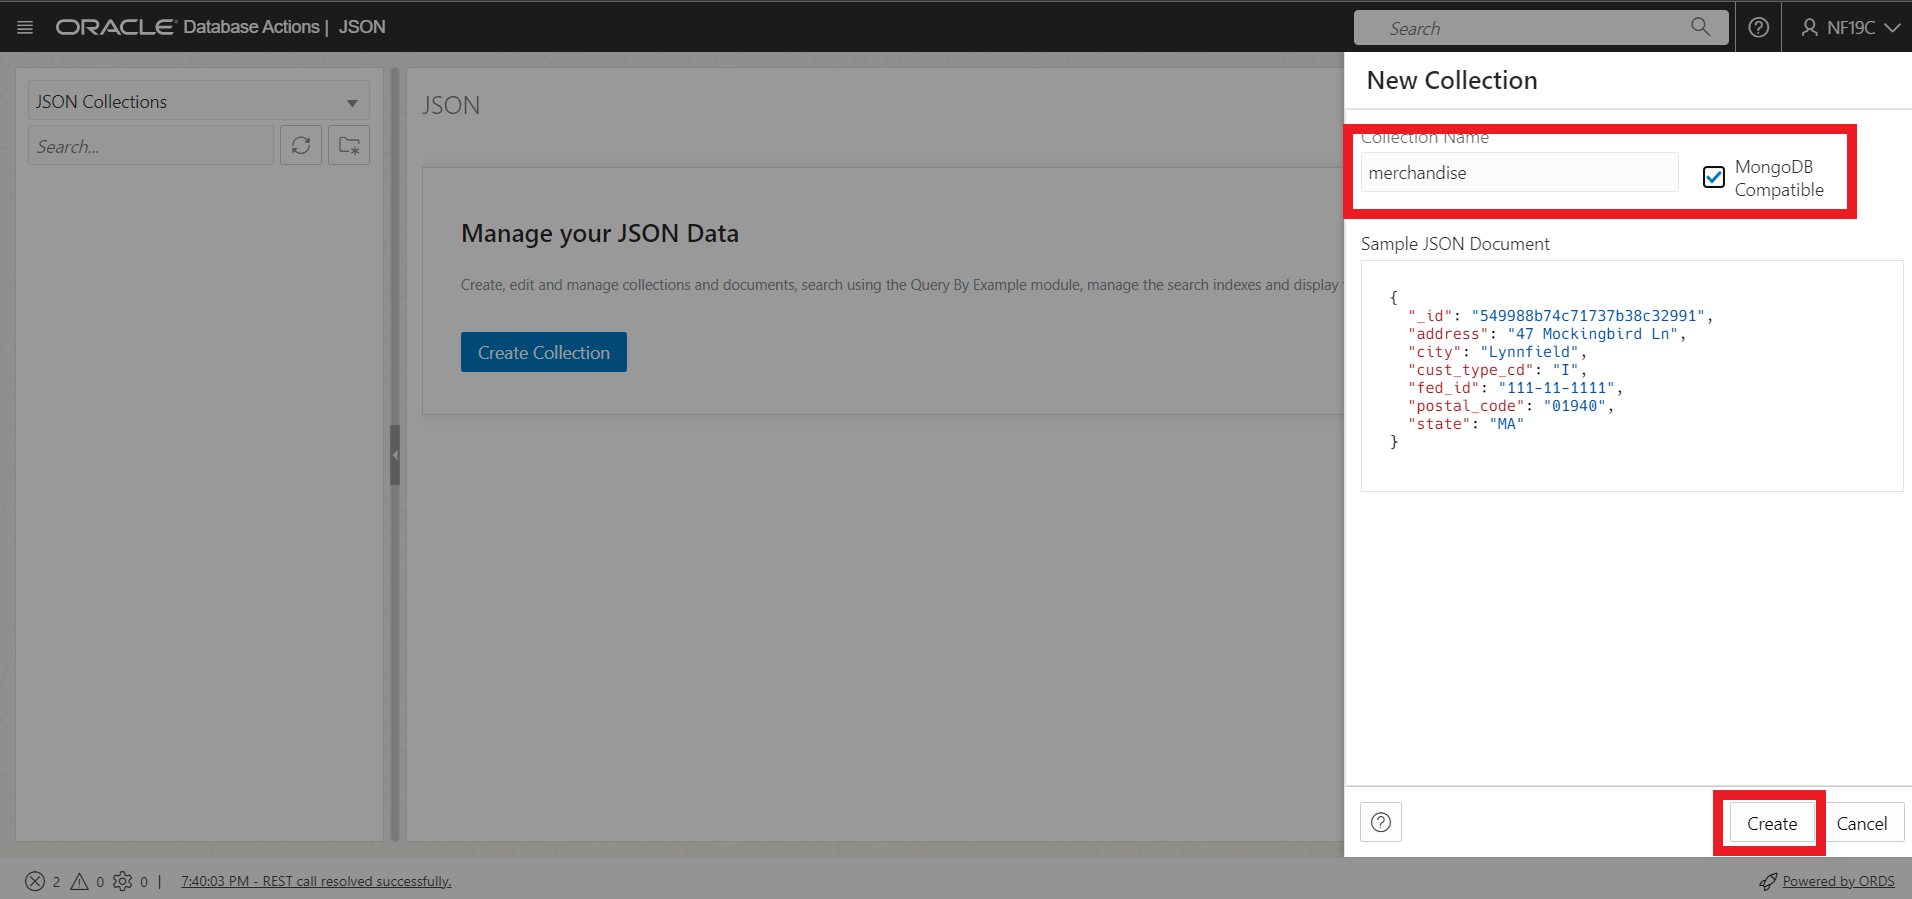 ORACLE Database Actions | JSON
Search
NF19C
JSON Collections
Search...
JSON
Manage your JSON Data
Create, edit and manage collections and documents, search using the Query By Example module, manage the search indexes and display
Create Collection
New Collection
Collection Name
merchandise
MongoDB
Compatible
Sample JSON Document
{
"_id": "549988b74c71737b38c32991",
"address": "47 Mockingbird Ln",
"city": "Lynnfield",
"cust_type_cd": "I",
"fed_id": "111-11-1111",
"postal_code": "01940",
"state": "MA"
}
Create
Cancel
2 0 0 | 7:40:03 PM - REST call resolved successfully.
Powered by ORDS